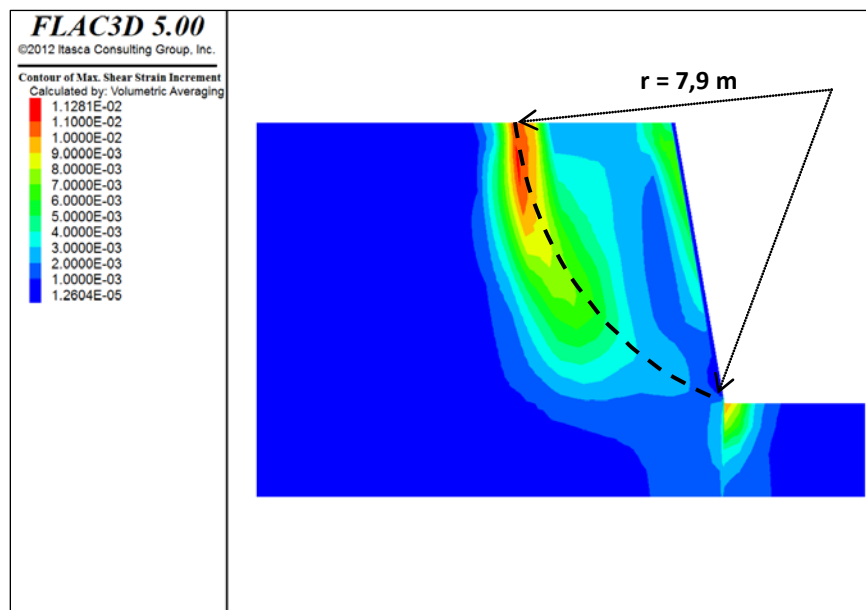 FLAC3D 5.00
©2012 Itasca Consulting Group, Inc.
Contour of Max. Shear Strain Increment
Calculated by: Volumetric Averaging
1.1281E-02
1.1000E-02
1.0000E-02
9.0000E-03
8.0000E-03
7.0000E-03
6.0000E-03
5.0000E-03
4.0000E-03
3.0000E-03
2.0000E-03
1.0000E-03
1.2604E-05
r = 7,9 m